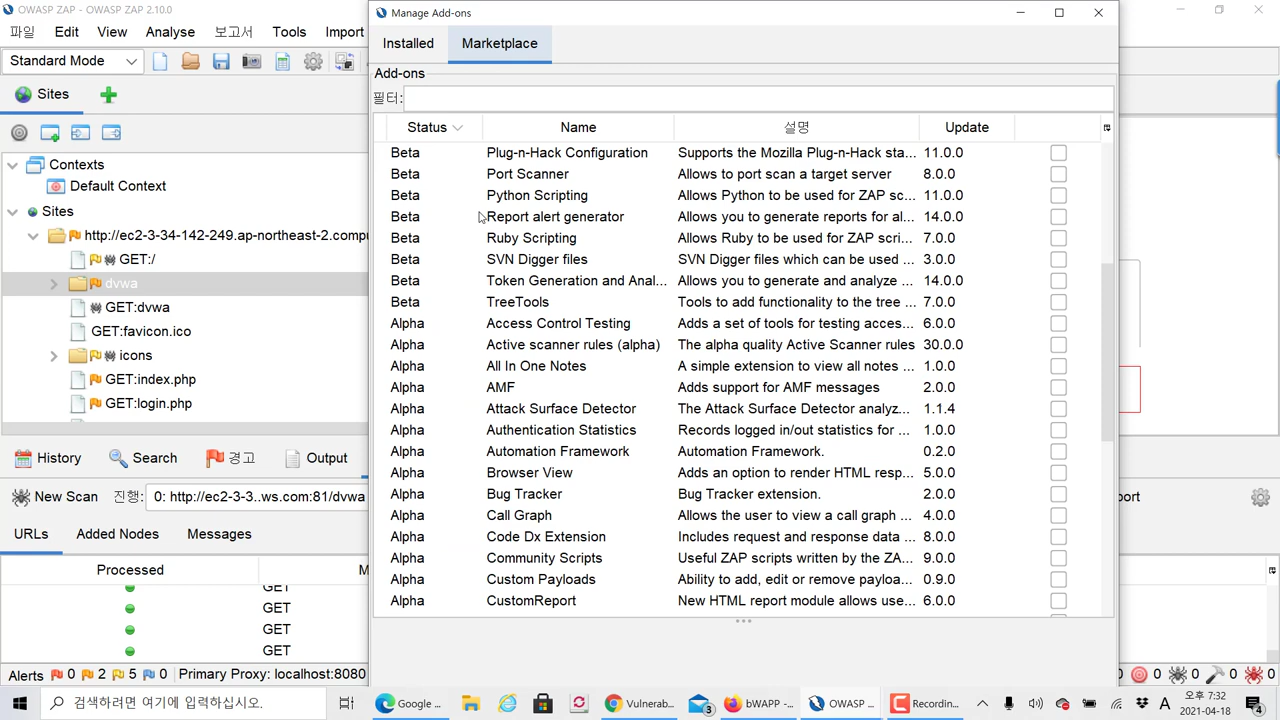 OWASP ZAP - OWASP ZAP 2.10.0
파일 Edit View Analyse 보고서 Tools Import
Standard Mode
Sites
Contexts
Default Context
Sites
http://ec2-3-34-142-249.ap-northeast-2.compu
GET:/
dvwa
GET:dvwa
GET:favicon.ico
icons
GET:index.php
GET:login.php
History Search 경고 Output
New Scan 진행: 0: http://ec2-3-3...ws.com:81/dvwa
URLs Added Nodes Messages
Processed
GET
GET
GET
GET
Alerts 0 2 5 0 Primary Proxy: localhost:8080
Manage Add-ons
Installed Marketplace
Add-ons
필터:
Status Name 설명 Update
Beta Plug-n-Hack Configuration Supports the Mozilla Plug-n-Hack sta... 11.0.0
Beta Port Scanner Allows to port scan a target server 8.0.0
Beta Python Scripting Allows Python to be used for ZAP sc... 11.0.0
Beta Report alert generator Allows you to generate reports for al... 14.0.0
Beta Ruby Scripting Allows Ruby to be used for ZAP scri... 7.0.0
Beta SVN Digger files SVN Digger files which can be used ... 3.0.0
Beta Token Generation and Anal... Allows you to generate and analyze ... 14.0.0
Beta TreeTools Tools to add functionality to the tree ... 7.0.0
Alpha Access Control Testing Adds a set of tools for testing acces... 6.0.0
Alpha Active scanner rules (alpha) The alpha quality Active Scanner rules 30.0.0
Alpha All In One Notes A simple extension to view all notes ... 1.0.0
Alpha AMF Adds support for AMF messages 2.0.0
Alpha Attack Surface Detector The Attack Surface Detector analyz... 1.1.4
Alpha Authentication Statistics Records logged in/out statistics for ... 1.0.0
Alpha Automation Framework Automation Framework. 0.2.0
Alpha Browser View Adds an option to render HTML resp... 5.0.0
Alpha Bug Tracker Bug Tracker extension. 2.0.0
Alpha Call Graph Allows the user to view a call graph ... 4.0.0
Alpha Code Dx Extension Includes request and response data ... 8.0.0
Alpha Community Scripts Useful ZAP scripts written by the ZA... 9.0.0
Alpha Custom Payloads Ability to add, edit or remove payloa... 0.9.0
Alpha CustomReport New HTML report module allows use... 6.0.0
port
0 0 0 0
검색하려면 여기에 입력하십시오.
Google ... Vulnerab... 3 bWAPP - ... OWASP ... Recordin... A 오후 7:32
2021-04-18 4